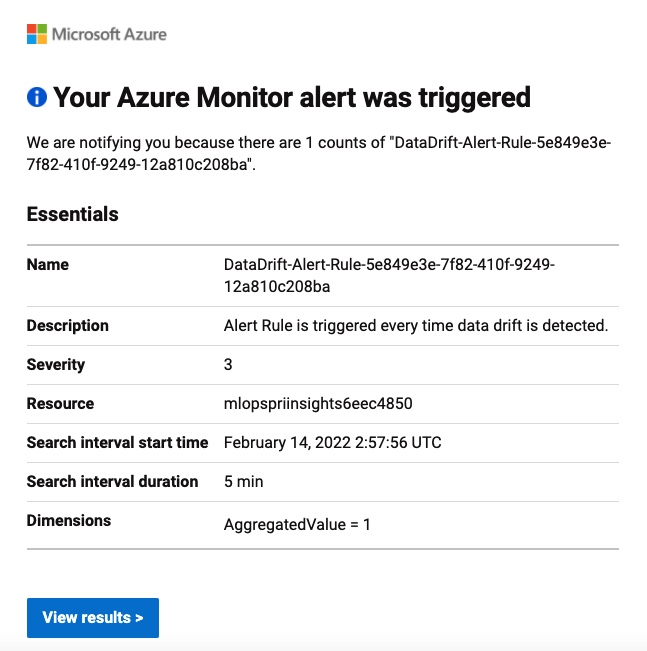 Microsoft Azure
Your Azure Monitor alert was triggered
We are notifying you because there are 1 counts of "DataDrift-Alert-Rule-5e849e3e-
7f82-410f-9249-12a810c208ba".
Essentials
Name DataDrift-Alert-Rule-5e849e3e-7f82-410f-9249-
12a810c208ba
Description Alert Rule is triggered every time data drift is detected.
Severity 3
Resource mlopspriinsights6eec4850
Search interval start time February 14, 2022 2:57:56 UTC
Search interval duration 5 min
Dimensions AggregatedValue = 1
View results >